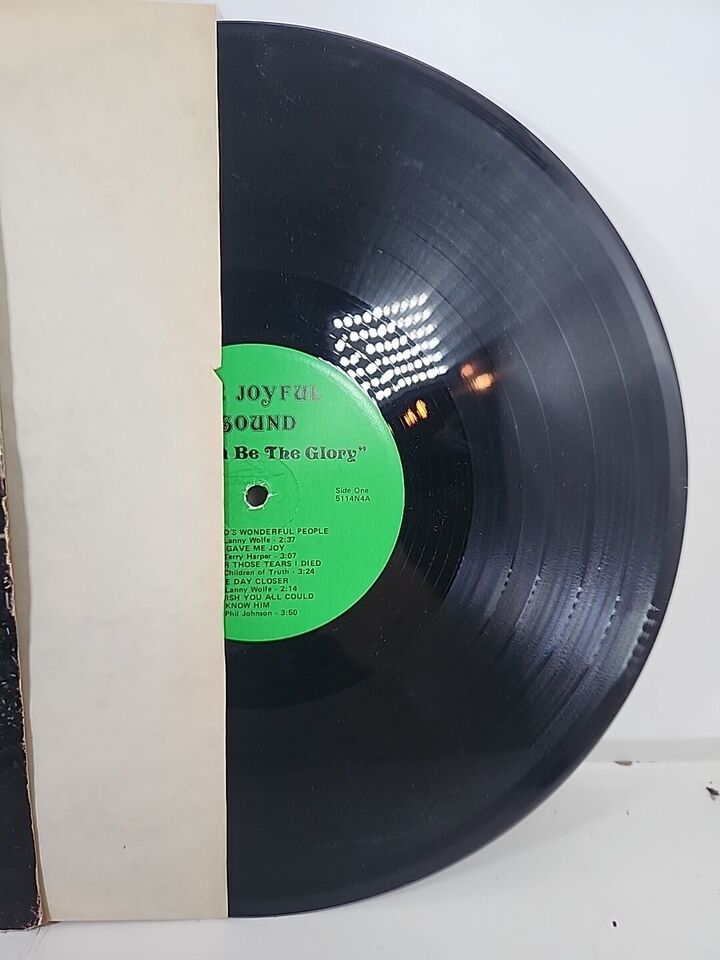 JOYFUL
SOUND
Be The Glory"
Side One
5114N4A
WONDERFUL PEOPLE
Lanny Wolfe - 2:37
GAVE ME JOY
Terry Harper - 3:07
THOSE TEARS I DIED
Children of Truth - 3:24
DAY CLOSER
Lanny Wolfe - 2:14
YOU ALL COULD
KNOW HIM
Phil Johnson - 3:50